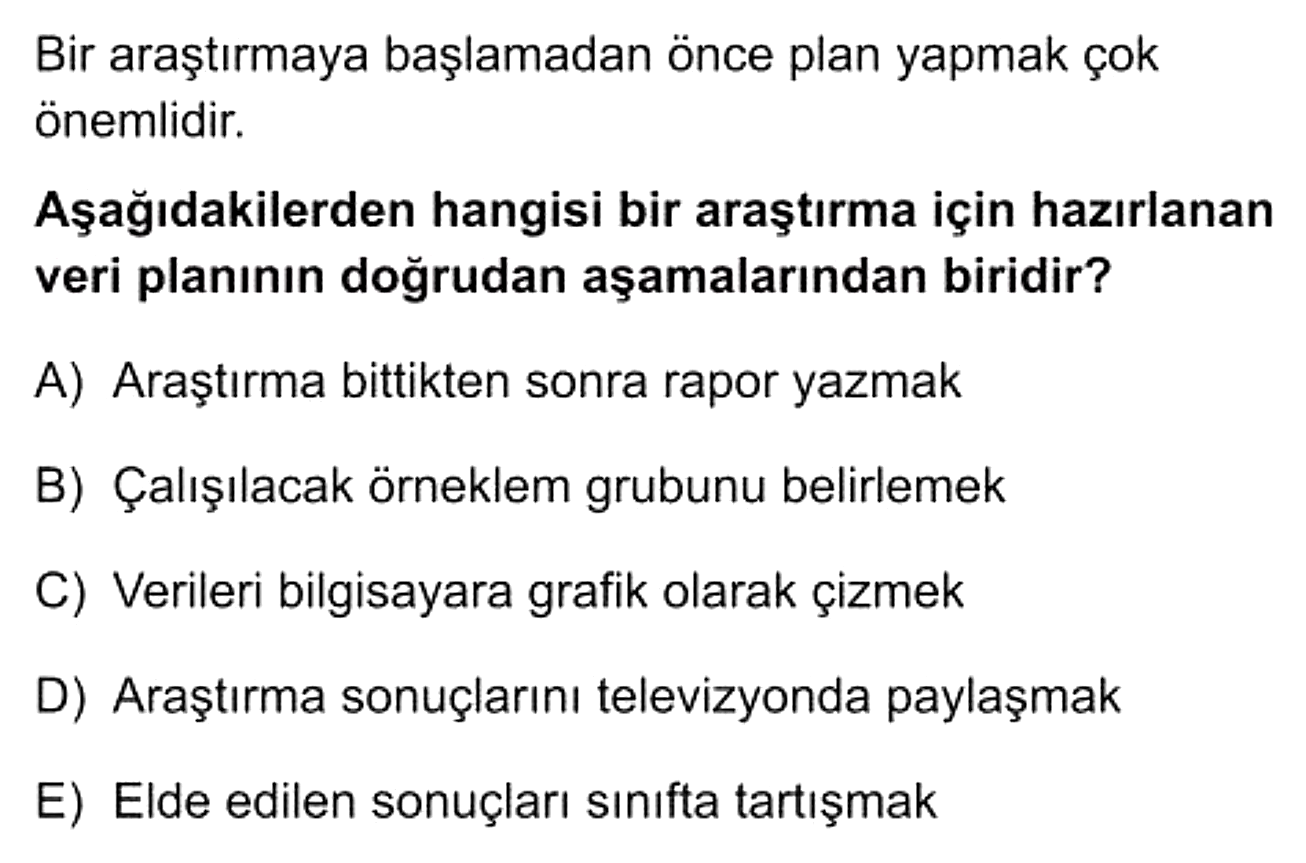 Bir araştırmaya başlamadan önce plan yapmak çok
önemlidir.
Aşağıdakilerden hangisi bir araştırma için hazırlanan
veri planının doğrudan aşamalarından biridir?
A) Araştırma bittikten sonra rapor yazmak
B) Çalışılacak örneklem grubunu belirlemek
C) Verileri bilgisayara grafik olarak çizmek
D) Araştırma sonuçlarını televizyonda paylaşmak
E) Elde edilen sonuçları sınıfta tartışmak